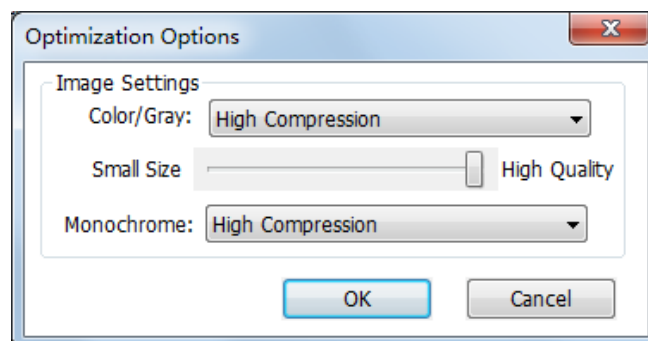 Optimization Options
Image Settings
Color/Gray: High Compression
Small Size High Quality
Monochrome: High Compression
OK Cancel